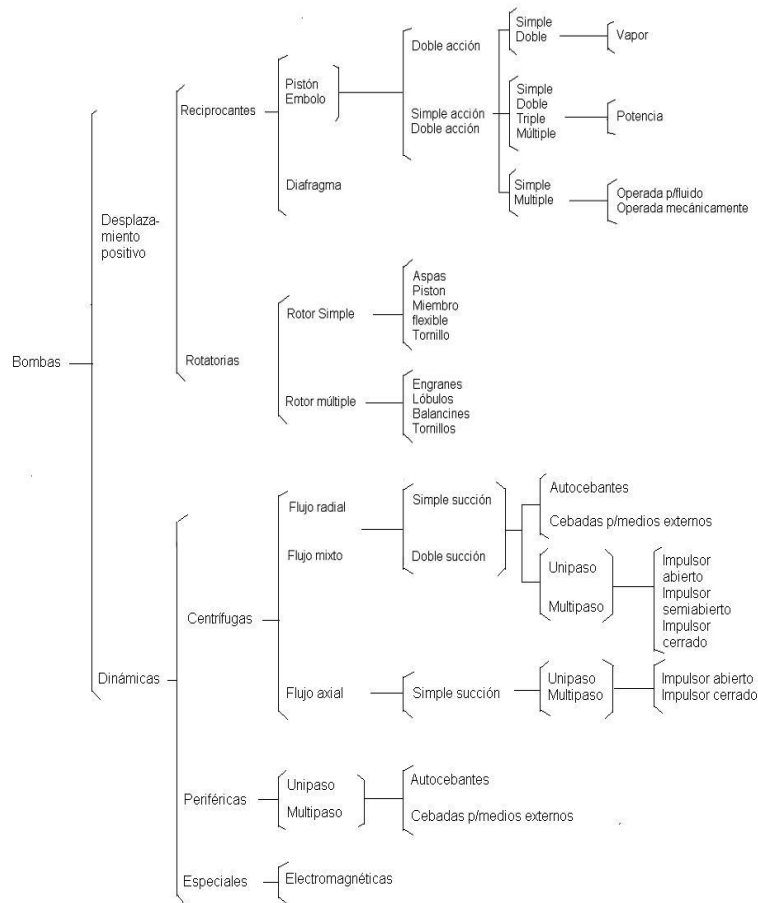 Bombas
Desplaza-
miento
positivo
Reciprocantes
Pistón
Embolo
Doble acción
Simple acción
Doble acción
Simple
Doble
Vapor
Simple
Doble
Triple
Múltiple
Potencia
Simple
Multiple
Operada p/fluido
Operada mecánicamente
Diafragma
Rotatorias
Rotor Simple
Aspas
Piston
Miembro
flexible
Tornillo
Rotor múltiple
Engranes
Lóbulos
Balancines
Tornillos
Dinámicas
Centrífugas
Flujo radial
Flujo mixto
Simple succión
Doble succión
Autocebantes
Cebadas p/medios externos
Unipaso
Multipaso
Impulsor
abierto
Impulsor
semiabierto
Impulsor
cerrado
Flujo axial
Simple succión
Unipaso
Multipaso
Impulsor abierto
Impulsor cerrado
Periféricas
Unipaso
Multipaso
Autocebantes
Cebadas p/medios externos
Especiales
Electromagnéticas